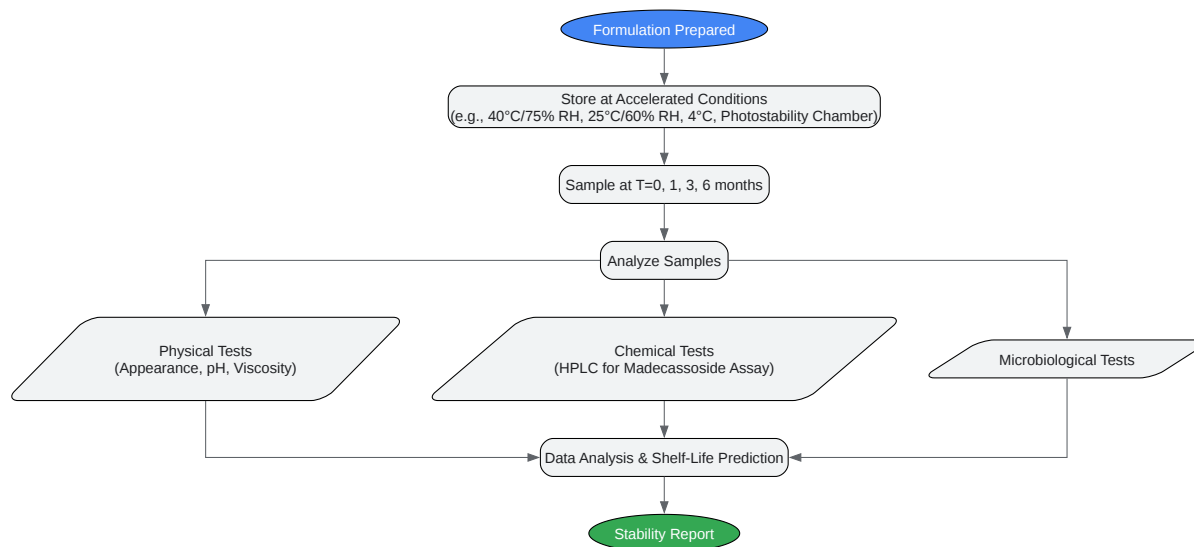 Formulation Prepared
Store at Accelerated Conditions
(e.g., 40°C/75% RH, 25°C/60% RH, 4°C, Photostability Chamber)
Sample at T=0, 1, 3, 6 months
Analyze Samples
Physical Tests
(Appearance, pH, Viscosity)
Chemical Tests
(HPLC for Madecassoside Assay)
Microbiological Tests
Data Analysis & Shelf-Life Prediction
Stability Report